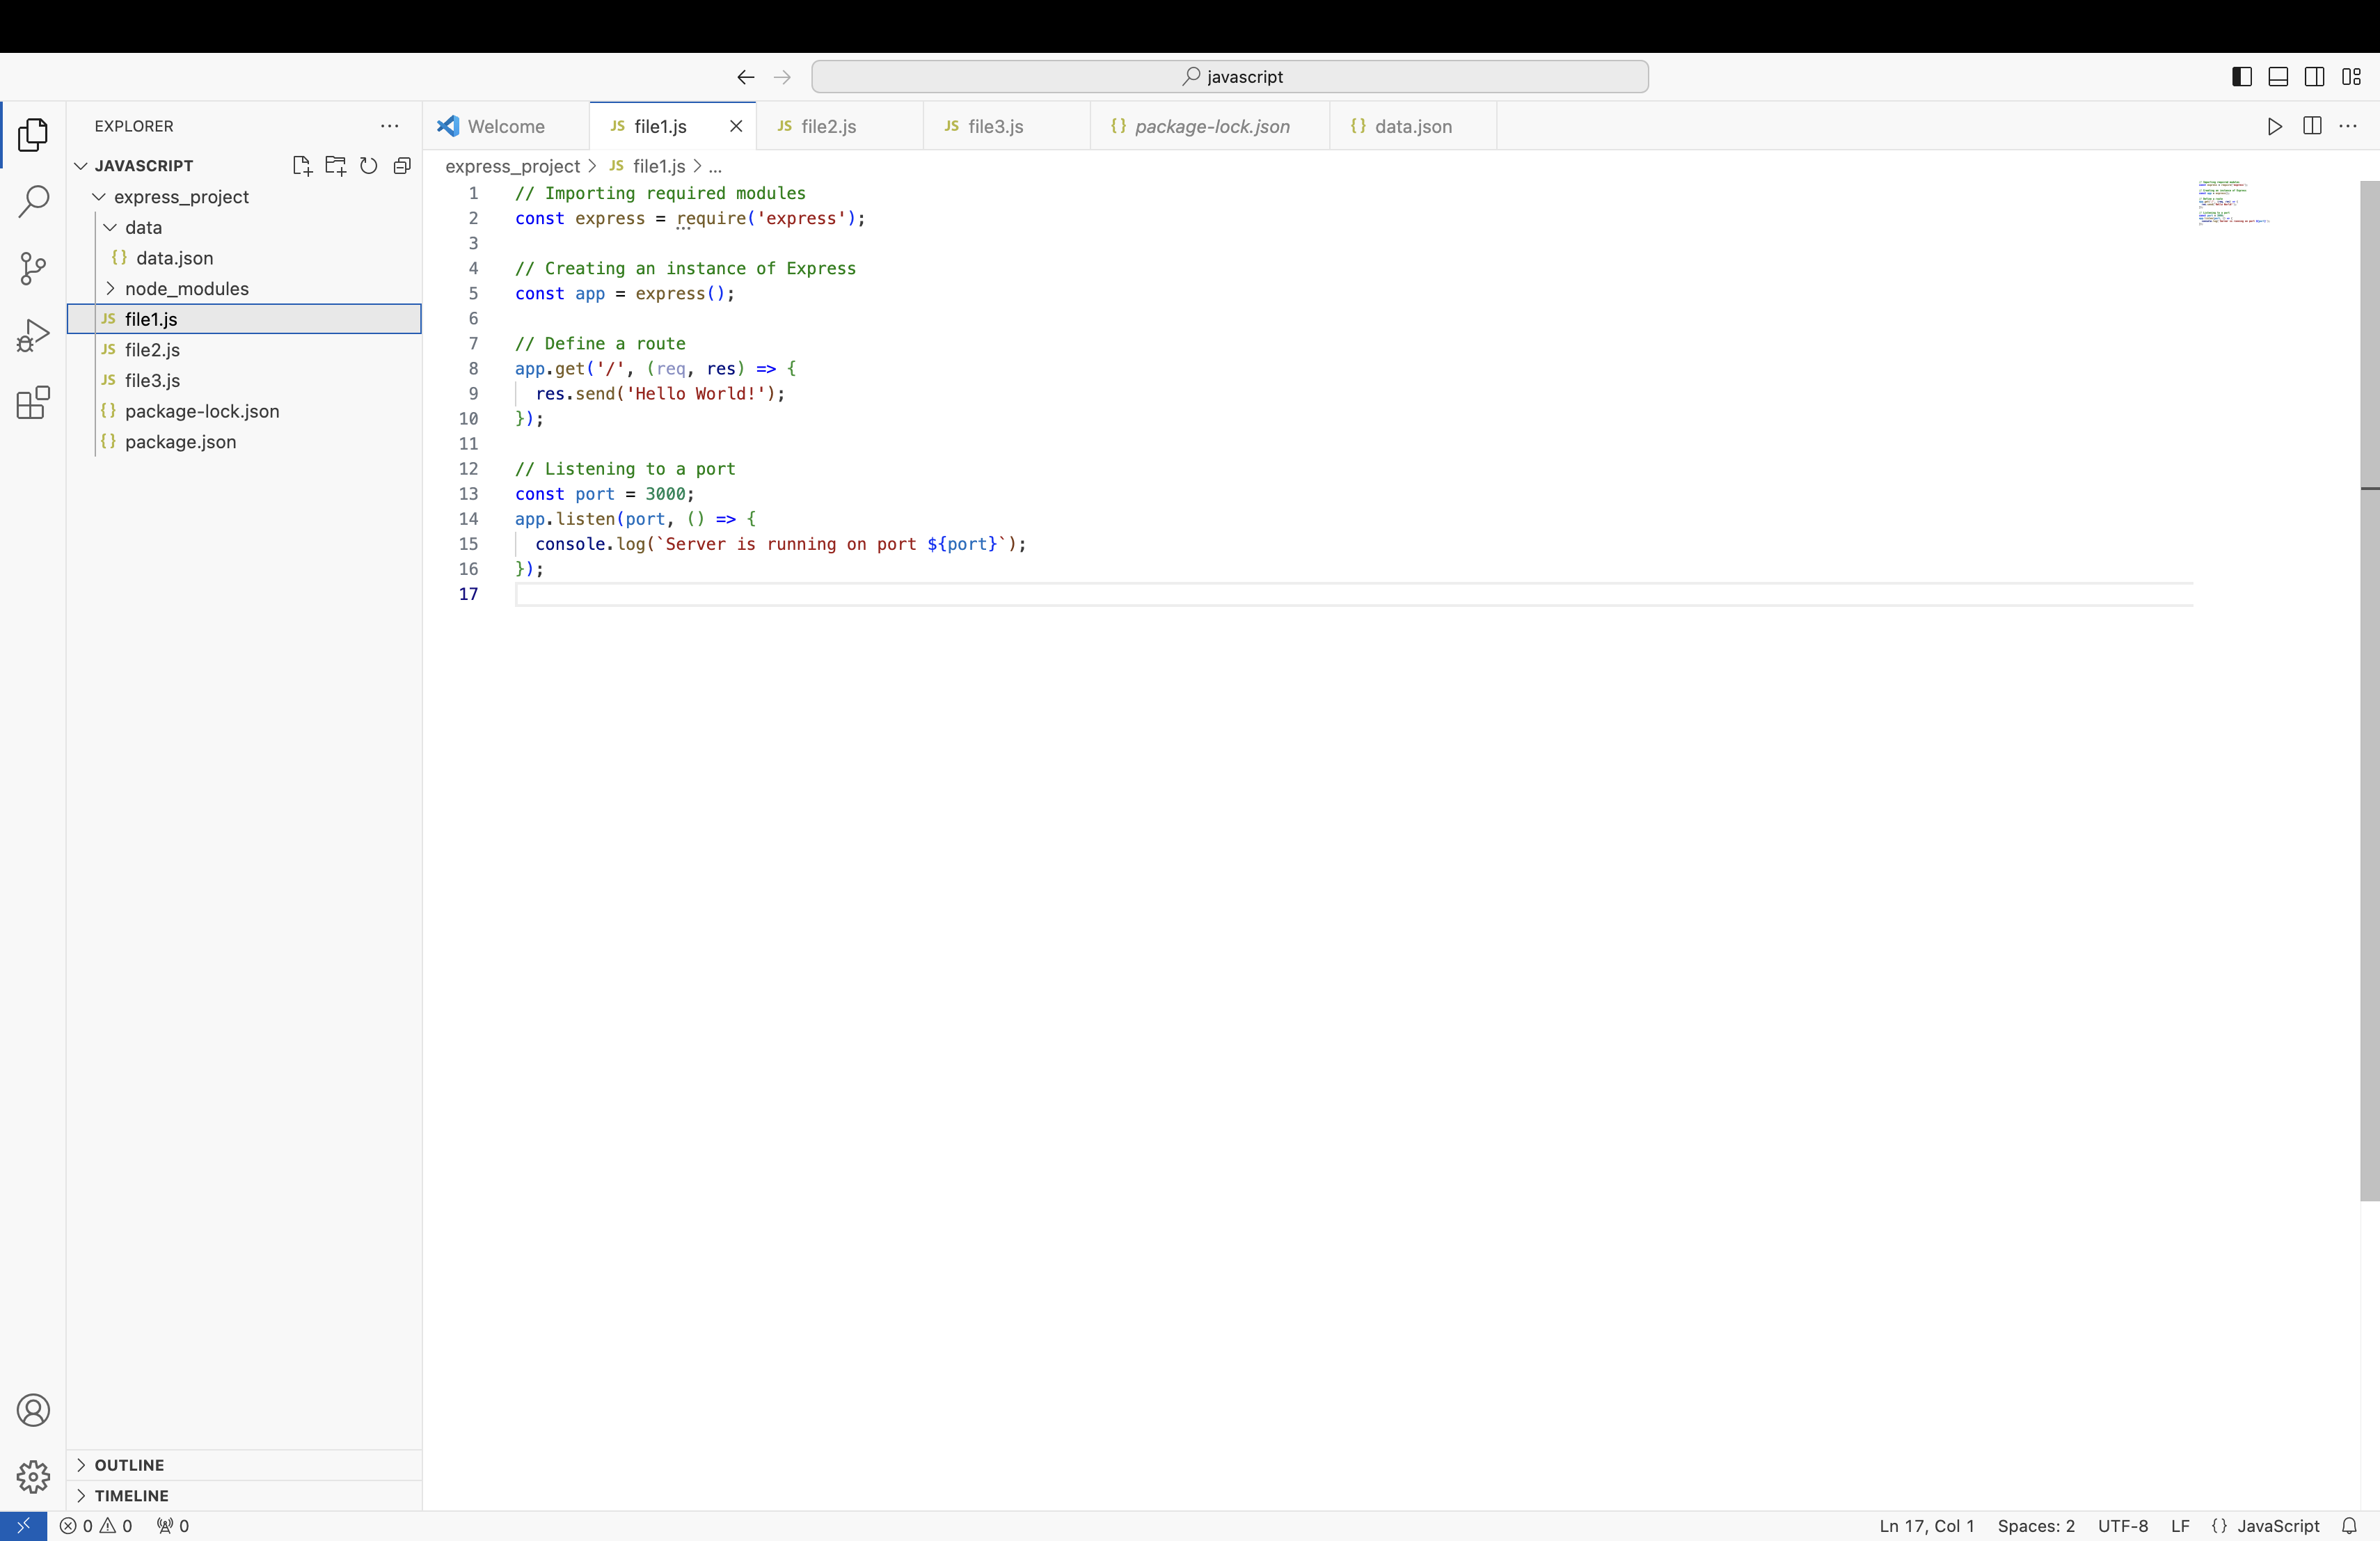 javascript
EXPLORER
JAVASCRIPT
express_project
data
{} data.json
node_modules
JS file1.js
JS file2.js
JS file3.js
{} package-lock.json
{} package.json
OUTLINE
TIMELINE
Welcome
JS file1.js
JS file2.js
JS file3.js
{} package-lock.json
{} data.json
express_project > JS file1.js > ...
1 // Importing required modules
2 const express = require('express');
3
4 // Creating an instance of Express
5 const app = express();
6
7 // Define a route
8 app.get('/', (req, res) => {
9 res.send('Hello World!');
10 });
11
12 // Listening to a port
13 const port = 3000;
14 app.listen(port, () => {
15 console.log(`Server is running on port ${port}`);
16 });
17
0 0 0
Ln 17, Col 1 Spaces: 2 UTF-8 LF {} JavaScript